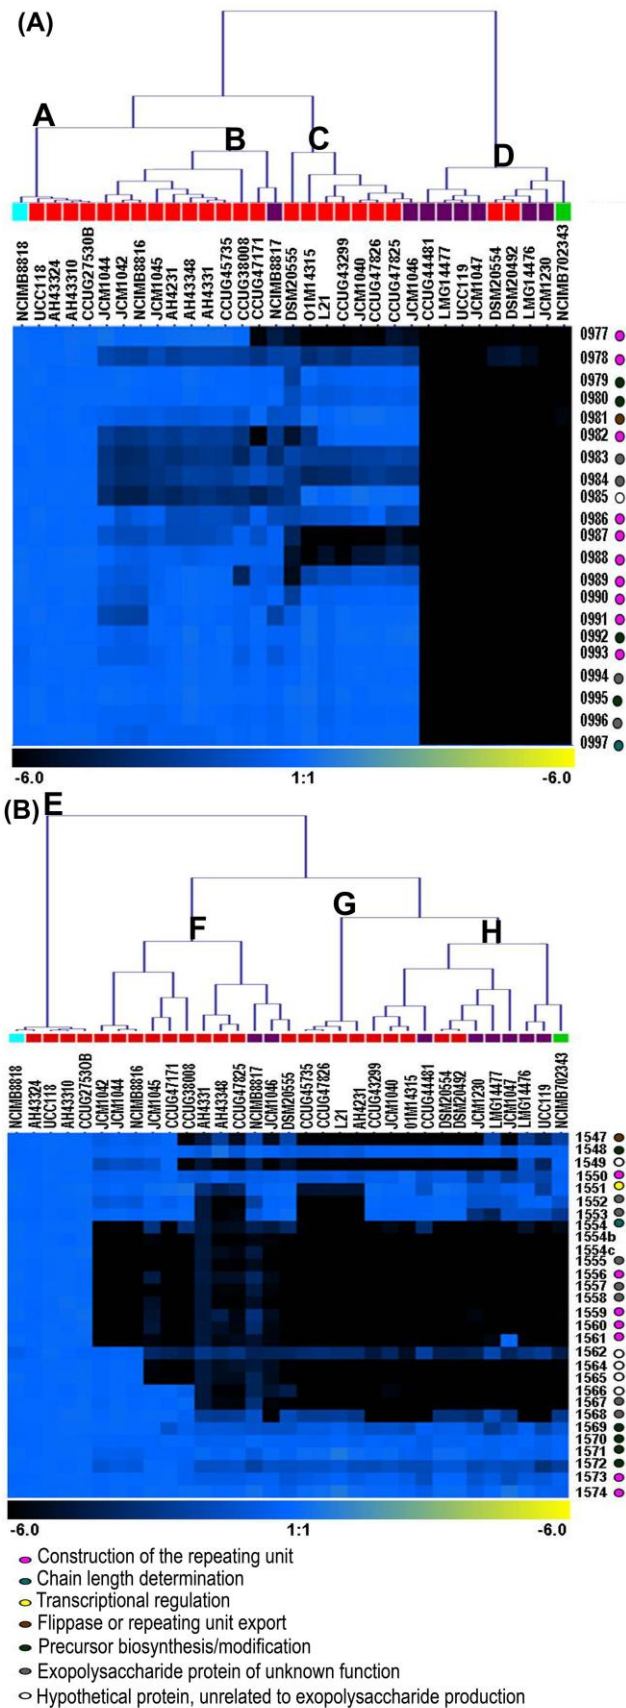 (A)
A
B
C
D
NCIMB8818
UCC118
AH43324
AH43310
CCUG27530B
JCM1044
JCM1042
NCIMB8816
JCM1045
AH4231
AH43348
AH4331
CCUG45735
CCUG38008
CCUG47171
NCIMB8817
DSM20555
O1M14315
L21
CCUG43299
JCM1040
CCUG47826
CCUG47825
JCM1046
CCUG44481
LMG14477
UCC119
JCM1047
DSM20554
DSM20492
LMG14476
JCM1230
NCIMB702343
0977
0978
0979
0980
0981
0982
0983
0984
0985
0986
0987
0988
0989
0990
0991
0992
0993
0994
0995
0996
0997
-6.0 1:1 -6.0
(B)
E
F
G
H
NCIMB8818
AH43324
UCC118
AH43310
CCUG27530B
JCM1042
JCM1044
NCIMB8816
JCM1045
CCUG47171
CCUG38008
AH4331
AH43348
CCUG47825
NCIMB8817
JCM1046
DSM20555
CCUG45735
CCUG47826
L21
AH4231
CCUG43299
JCM1040
01M14315
CCUG44481
DSM20554
DSM20492
JCM1230
LMG14477
JCM1047
LMG14476
UCC119
NCIMB702343
1547
1548
1549
1550
1551
1552
1553
1554
1554b
1554c
1555
1556
1557
1558
1559
1560
1561
1562
1564
1565
1566
1567
1568
1569
1570
1571
1572
1573
1574
-6.0 1:1 -6.0
Construction of the repeating unit
Chain length determination
Transcriptional regulation
Flippase or repeating unit export
Precursor biosynthesis/modification
Exopolysaccharide protein of unknown function
Hypothetical protein, unrelated to exopolysaccharide production